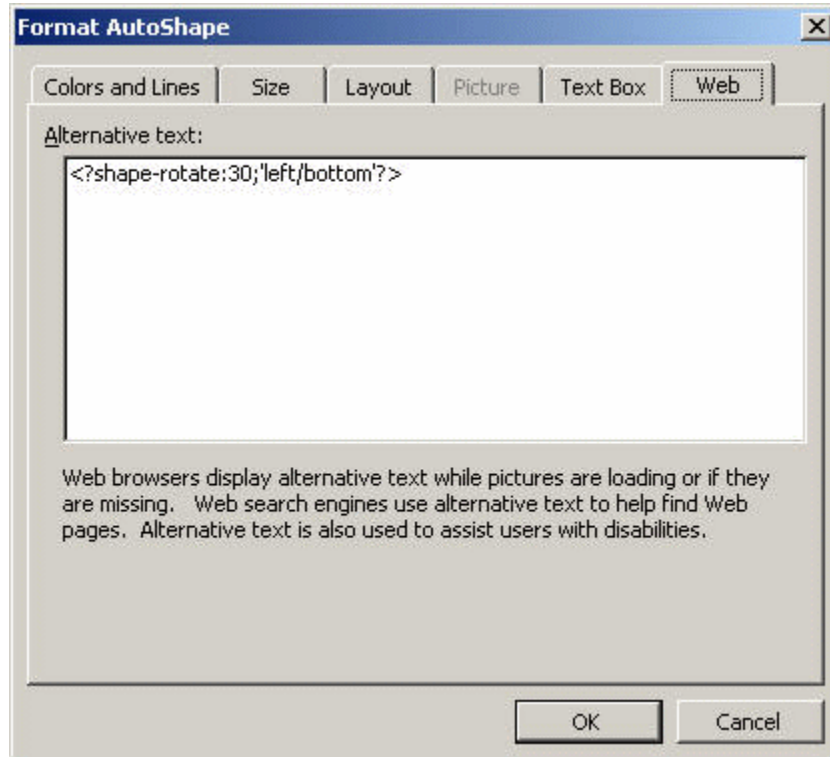 Format AutoShape
Colors and Lines Size Layout Picture Text Box Web
Alternative text:
<?shape-rotate:30;'left/bottom'?>
Web browsers display alternative text while pictures are loading or if they
are missing. Web search engines use alternative text to help find Web
pages. Alternative text is also used to assist users with disabilities.
OK Cancel